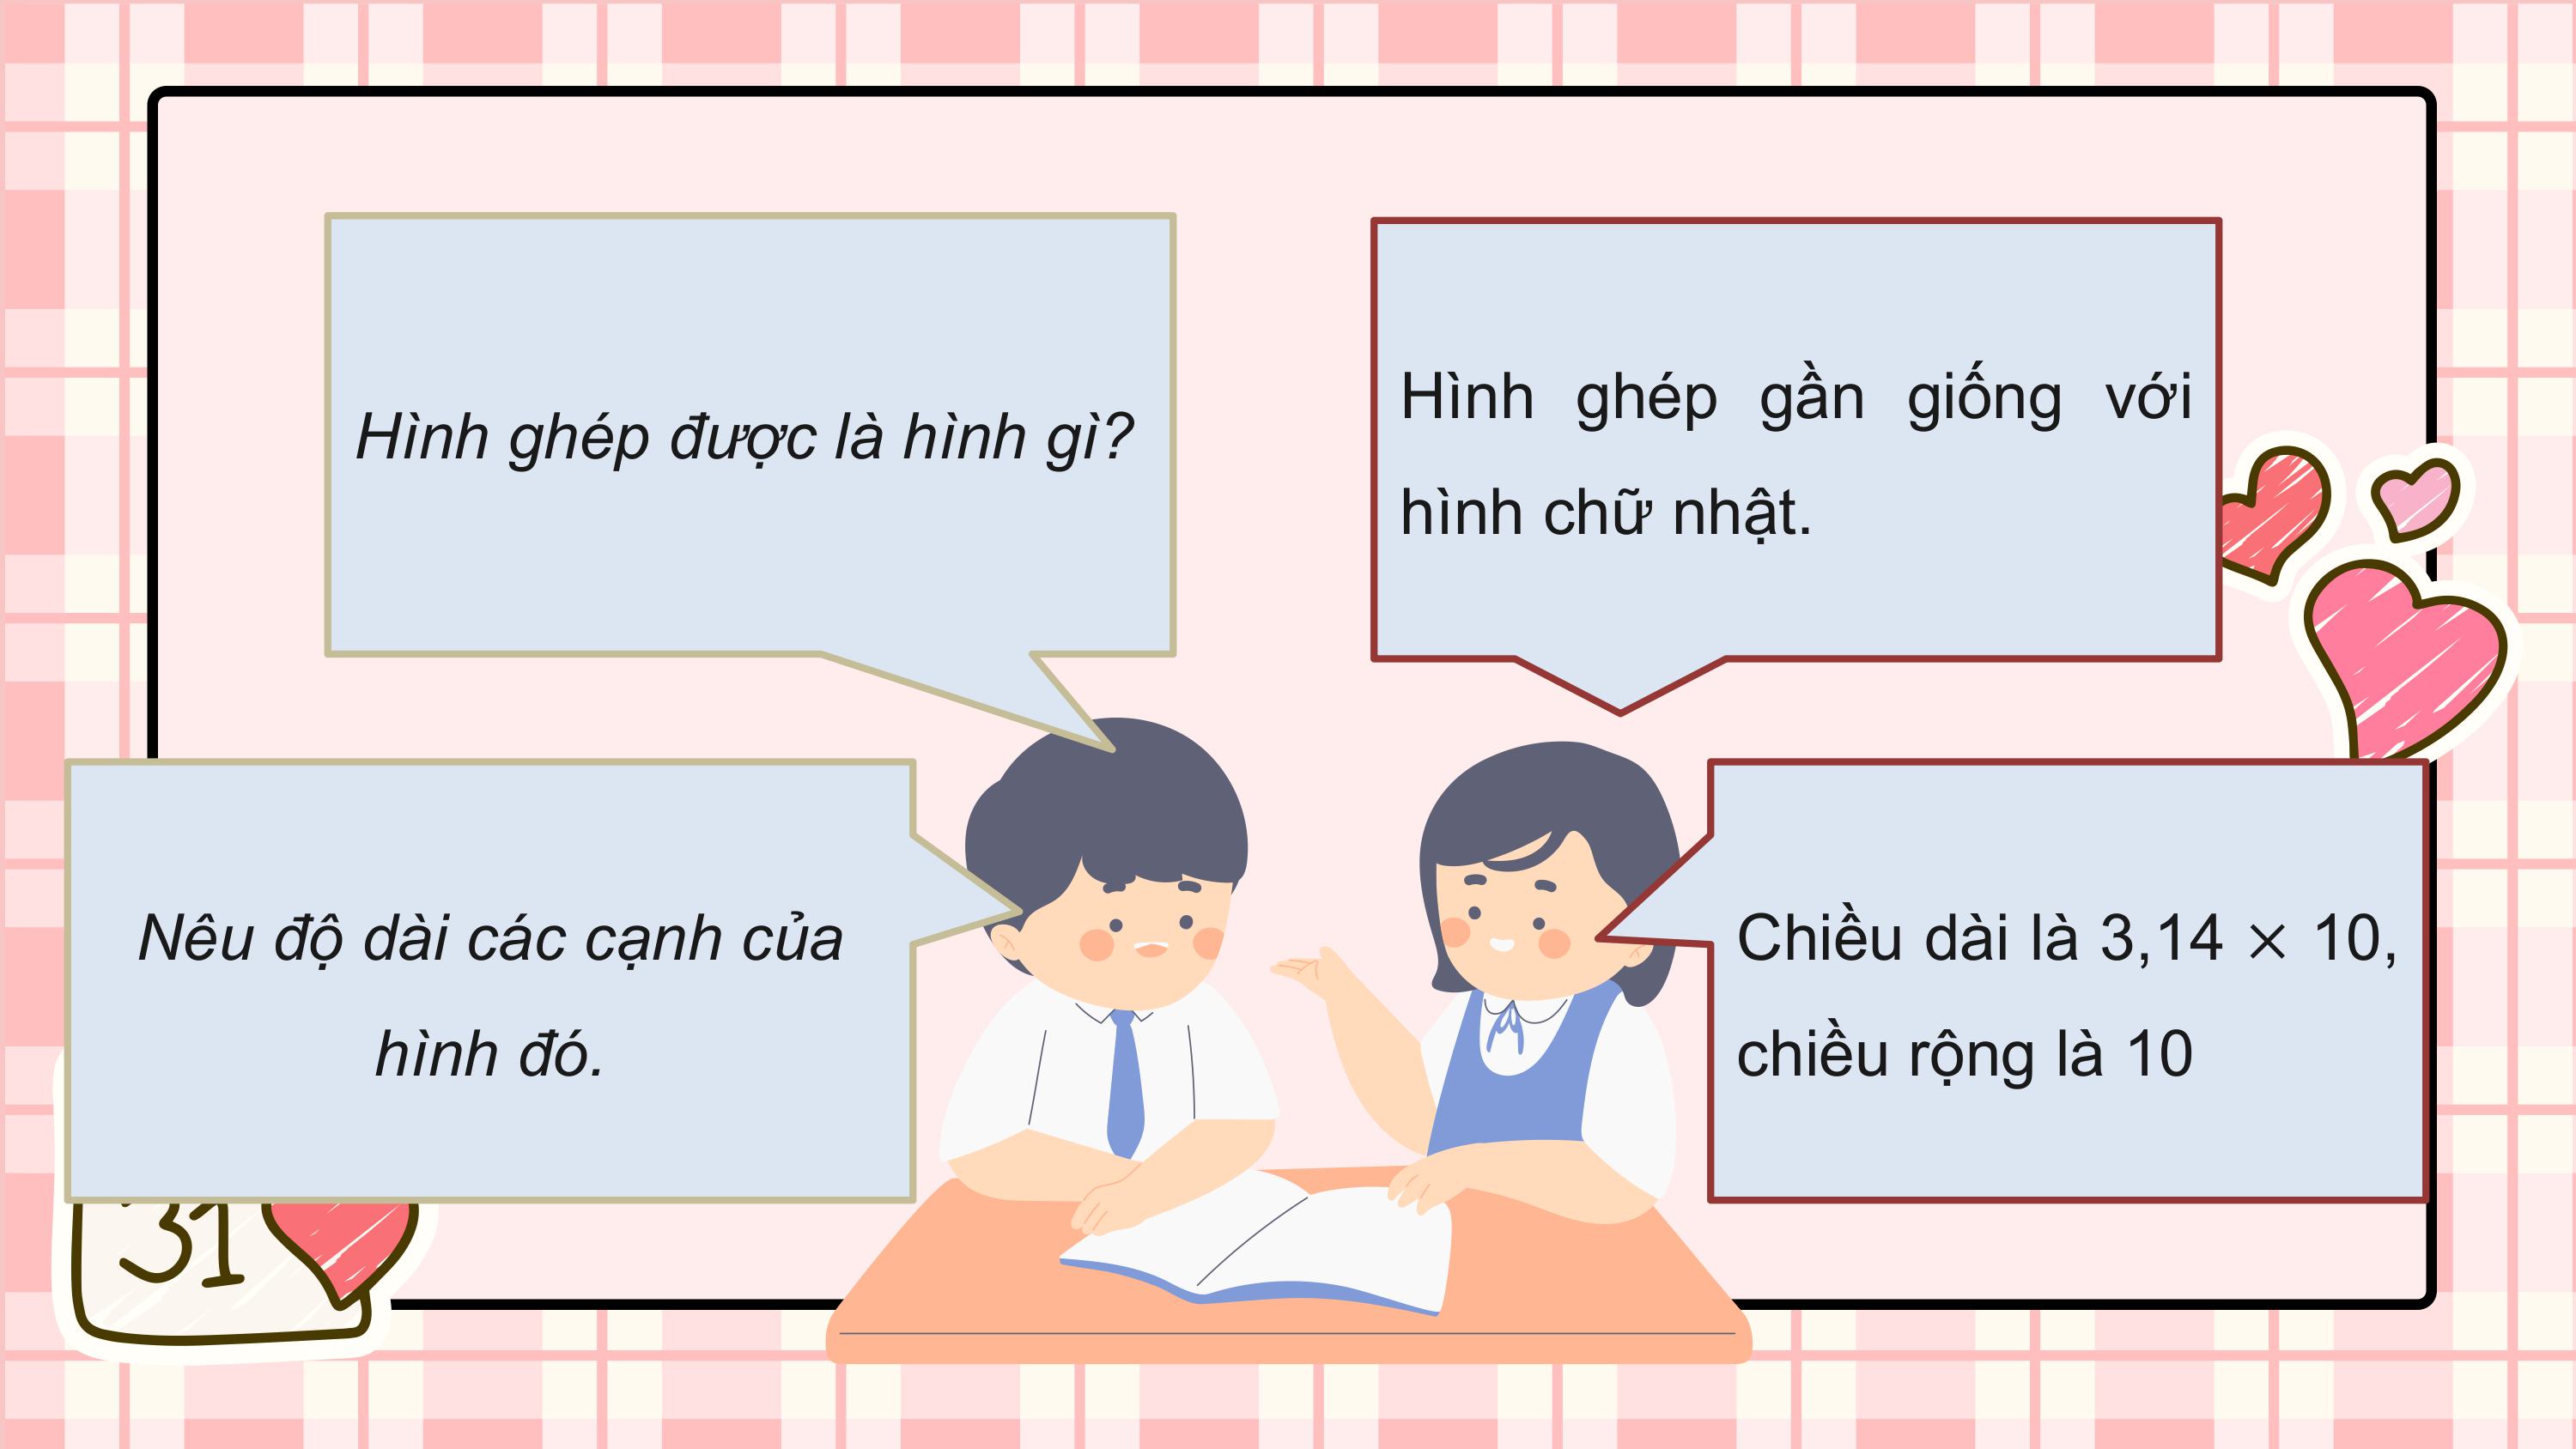 Hình ghép được là hình gì?
Hình ghép gần giống với
hình chữ nhật.
Nêu độ dài các cạnh của
hình đó.
Chiều dài là 3,14 × 10,
chiều rộng là 10
31